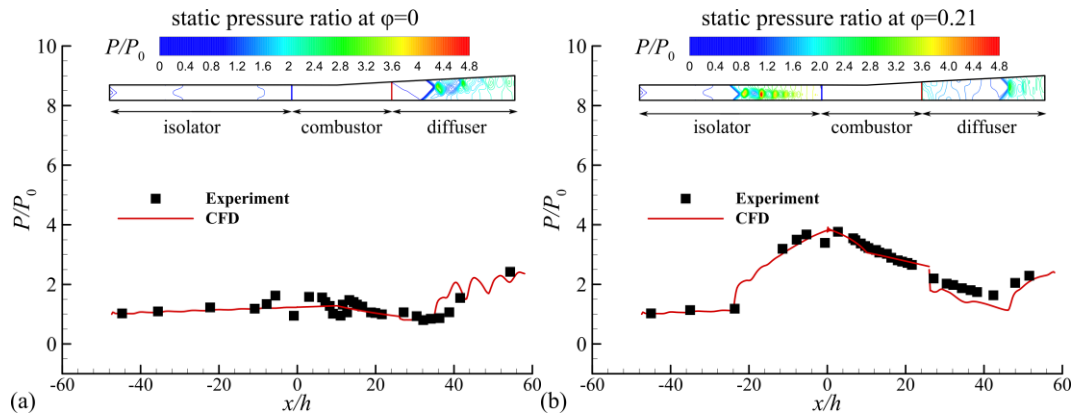 static pressure ratio at φ=0
P/P0
0 0.4 0.8 1.2 1.6 2 2.4 2.8 3.2 3.6 4 4.4 4.8
isolator combustor diffuser
10
8
6
4
2
0
P/P0
Experiment
CFD
-60 -40 -20 0 20 40 60
x/h
(a)
static pressure ratio at φ=0.21
P/P0
0 0.4 0.8 1.2 1.6 2 2.4 2.8 3.2 3.6 4 4.4 4.8
isolator combustor diffuser
10
8
6
4
2
0
P/P0
Experiment
CFD
-60 -40 -20 0 20 40 60
x/h
(b)